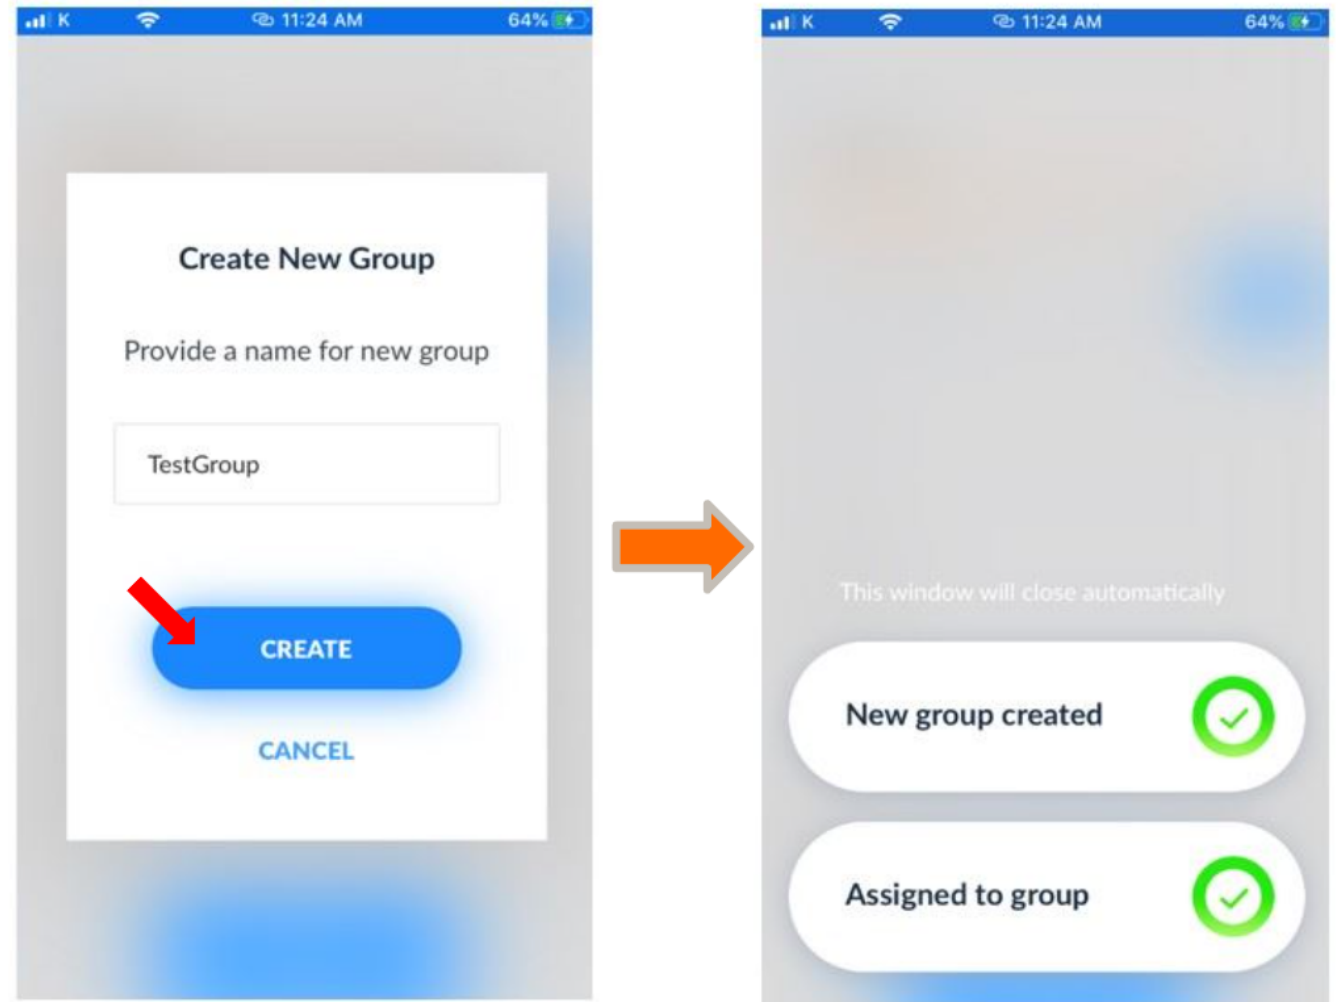 K 11:24 AM 64%
Create New Group
Provide a name for new group
TestGroup
CREATE
CANCEL
K 11:24 AM 64%
This window will close automatically
New group created
Assigned to group